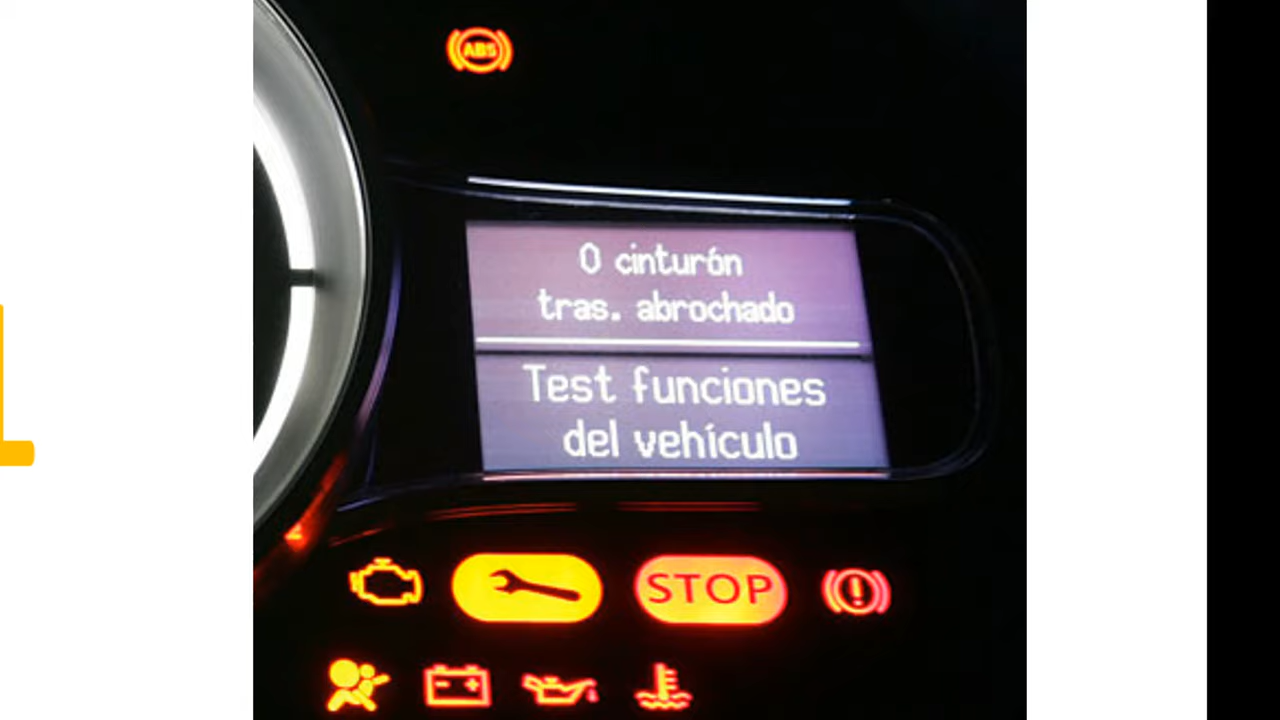 ABS
0 cinturón
tras. abrochado
Test funciones
del vehículo
STOP